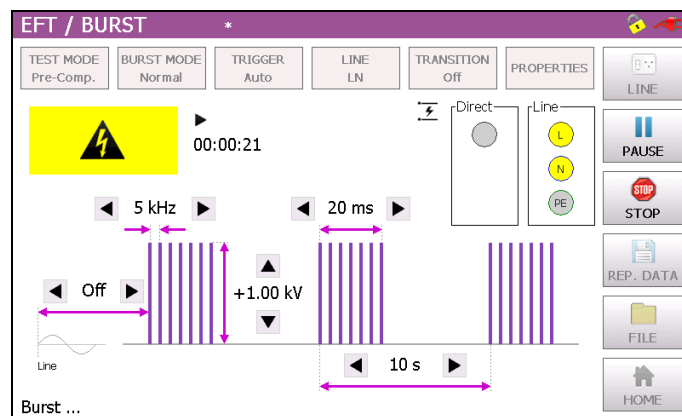 EFT / BURST *
TEST MODE
Pre-Comp.
BURST MODE
Normal
TRIGGER
Auto
LINE
LN
TRANSITION
Off
PROPERTIES
LINE
00:00:21
Direct
Line
L
N
PE
PAUSE
STOP
STOP
5 kHz
20 ms
Off
+1.00 kV
REP. DATA
FILE
Line
10 s
HOME
Burst ...